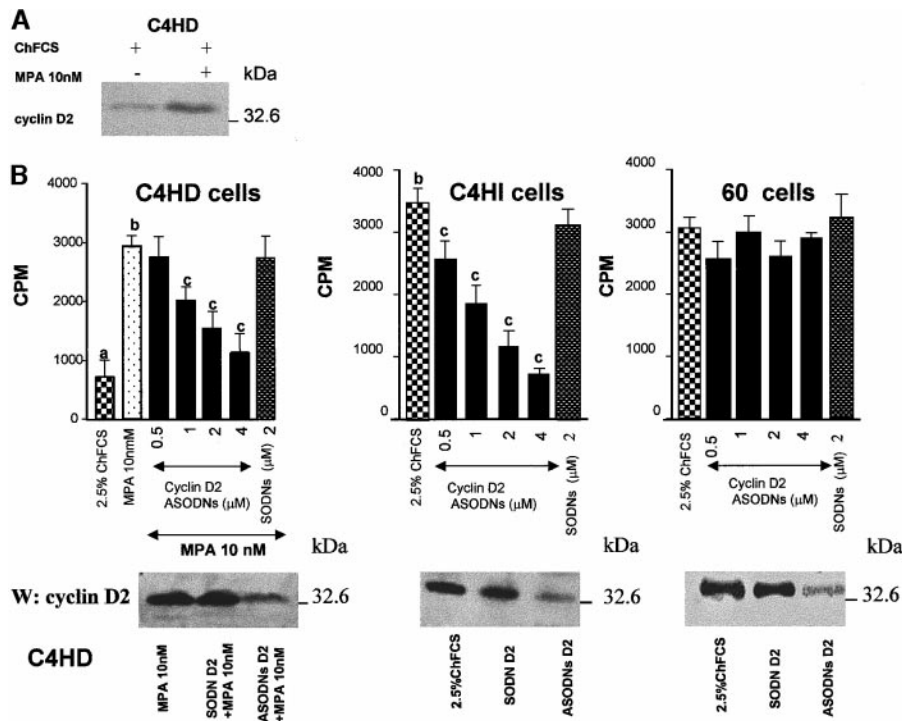 A
C4HD
ChFCS + +
MPA 10nM - +
kDa
cyclin D2
32.6
B
C4HD cells
CPM
4000
3000
2000
1000
0
a
b
c
c
c
2.5% ChFCS
MPA 10nmM
0.5
1
2
4
2
Cyclin D2
ASODNs (μM)
SODNs (μM)
MPA 10 nM
C4HI cells
CPM
4000
3000
2000
1000
0
b
c
c
c
c
2.5% ChFCS
0.5
1
2
4
2
Cyclin D2
ASODNs (μM)
SODNs (μM)
60 cells
CPM
4000
3000
2000
1000
0
2.5% ChFCS
0.5
1
2
4
2
Cyclin D2
ASODNs (μM)
SODNs (μM)
W: cyclin D2
kDa
32.6
kDa
32.6
kDa
32.6
C4HD
MPA 10nM
SODN D2
+MPA 10nM
ASODNs D2
+MPA 10nM
2.5%ChFCS
SODN D2
ASODNs D2
2.5%ChFCS
SODN D2
ASODNs D2